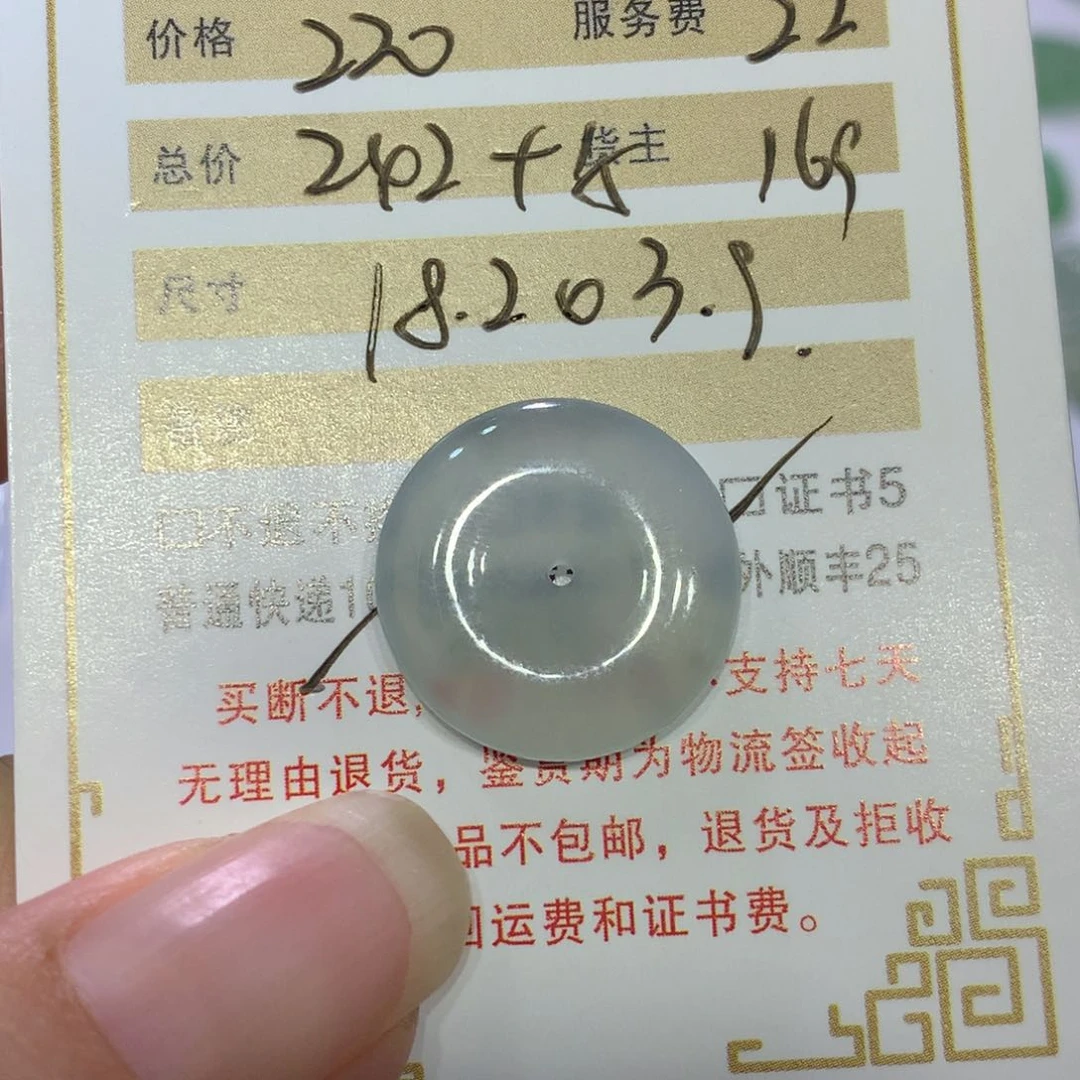 价格 220 服务费 22
总价 242+ 货主 169
尺寸 18.2 3.9
证书5
普通快递1 外顺丰25
买断不退, 支持七天
无理由退货，鉴赏期为物流签收起
品不包邮，退货及拒收
回运费和证书费。